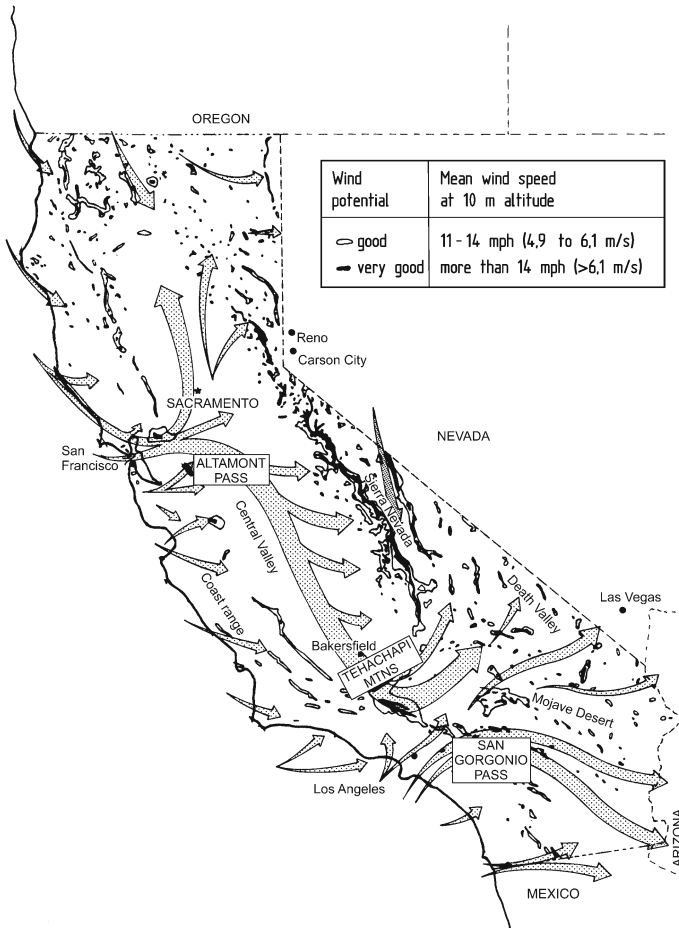 OREGON
Wind
potential
Mean wind speed
at 10 m altitude
good
11-14 mph (4,9 to 6,1 m/s)
very good
more than 14 mph (>6,1 m/s)
Reno
Carson City
SACRAMENTO
NEVADA
San
Francisco
ALTAMONT
PASS
Sierra Nevada
Central Valley
Coast range
Death Valley
Las Vegas
Bakersfield
TEHACHAPI
MTNS
Mojave Desert
SAN
GORGONIO
PASS
Los Angeles
ARIZONA
MEXICO